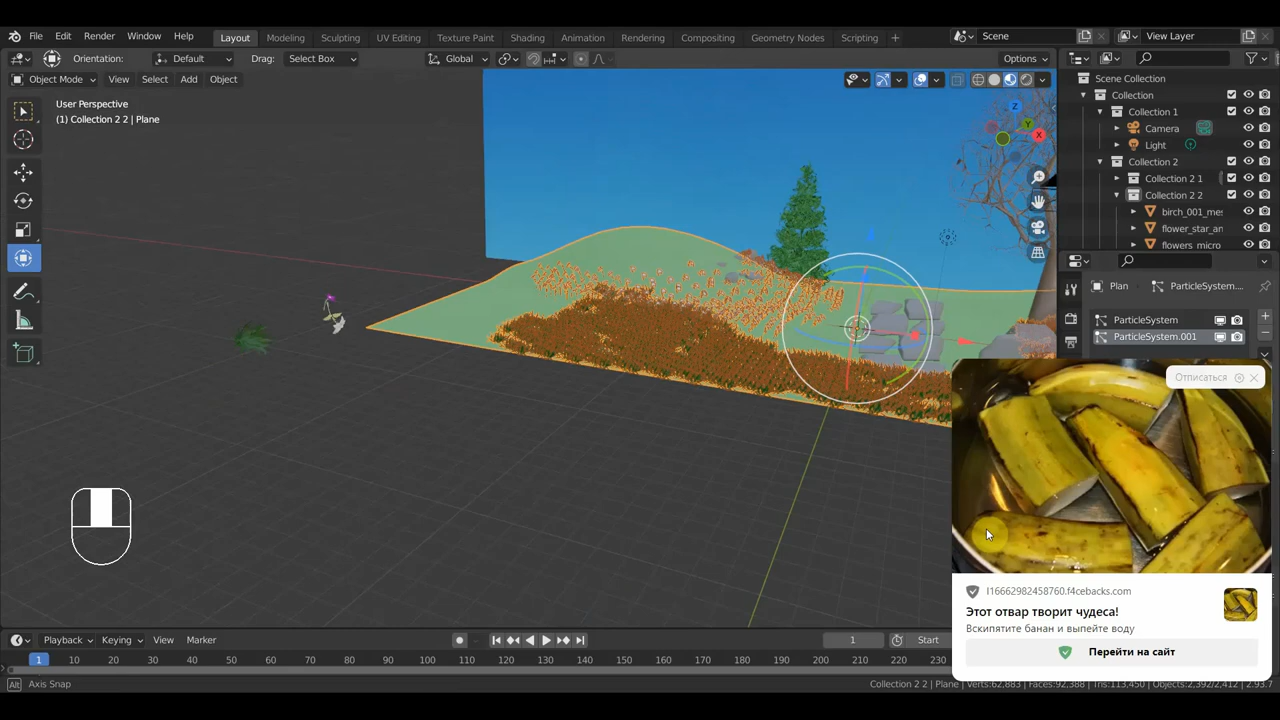 File Edit Render Window Help Layout Modeling Sculpting UV Editing Texture Paint Shading Animation Rendering Compositing Geometry Nodes Scripting + Scene View Layer
Orientation: Default Drag: Select Box Global Options
Object Mode View Select Add Object
User Perspective
(1) Collection 2 2 | Plane
Z
Y
X
Scene Collection
Collection
Collection 1
Camera
Light
Collection 2
Collection 2 1
Collection 2 2
birch_001_mes
flower_star_an
flowers_micro
Plan ParticleSystem....
ParticleSystem
ParticleSystem.001
Отписаться
l16662982458760.f4cebacks.com
Этот отвар творит чудеса!
Вскипятите банан и выпейте воду
Перейти на сайт
Playback Keying View Marker 1 Start
1 10 20 30 40 50 60 70 80 90 100 110 120 130 140 150 160 170 180 190 200 210 220 230
Alt Axis Snap Collection 2 2 | Plane Verts:62,883 Faces:92,388 Tris:113,450 Objects:2,392/2,412 2.93.7